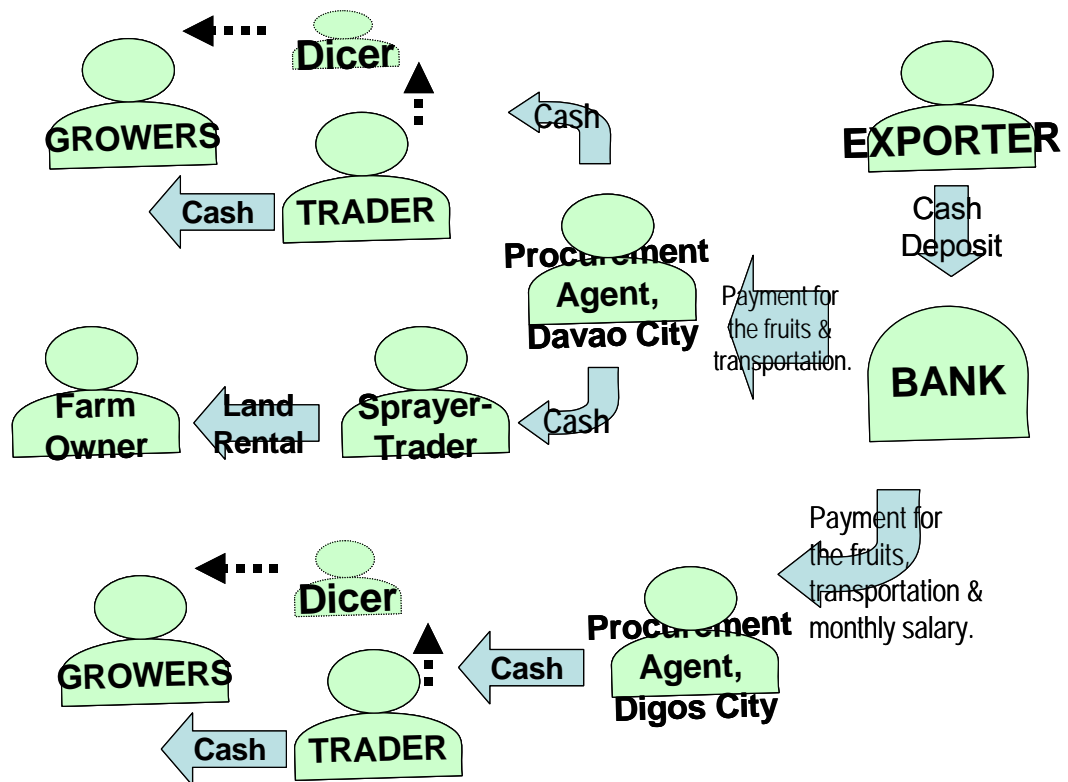 Dicer
GROWERS
Cash
EXPORTER
Cash
TRADER
Cash
Deposit
Procurement
Agent,
Davao City
Payment for
the fruits &
transportation.
BANK
Farm
Owner
Land
Rental
Sprayer-
Trader
Cash
Payment for
the fruits,
transportation &
monthly salary.
Dicer
GROWERS
Cash
Procurement
Agent,
Digos City
Cash
TRADER